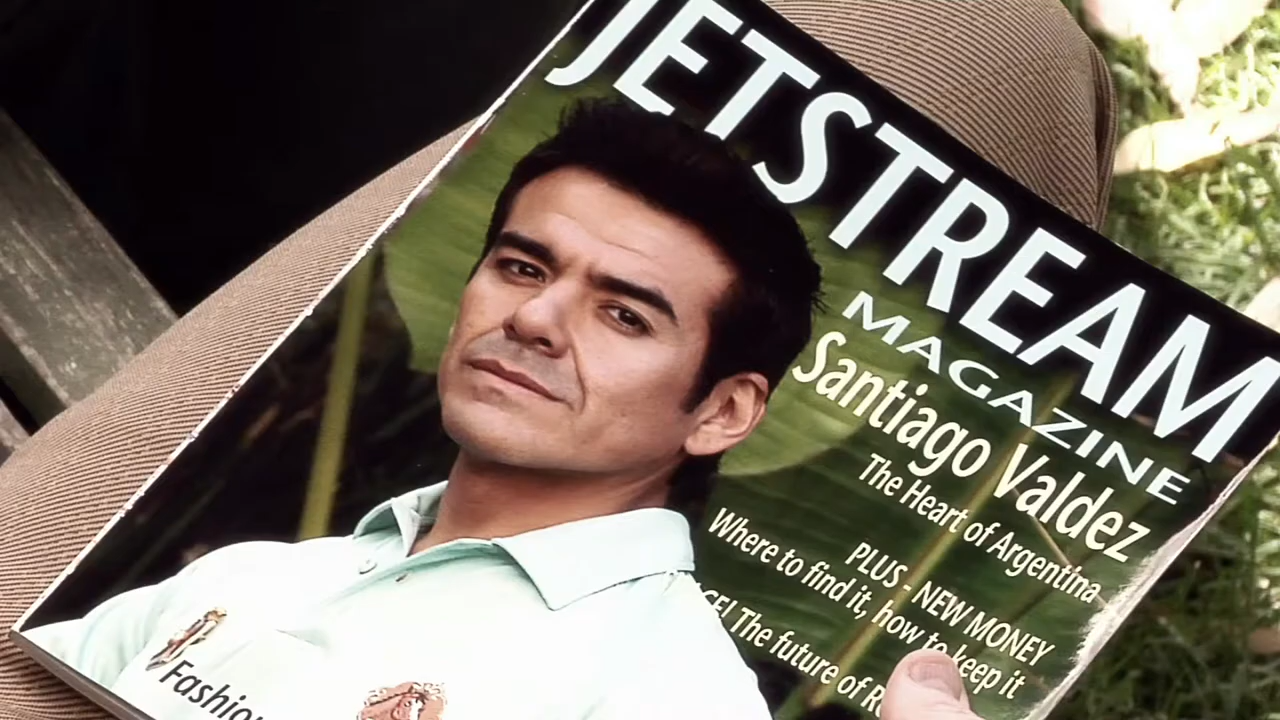 JETSTREAM
MAGAZINE
Santiago Valdez
The Heart of Argentina
PLUS - NEW MONEY
Where to find it, how to keep it
The future of